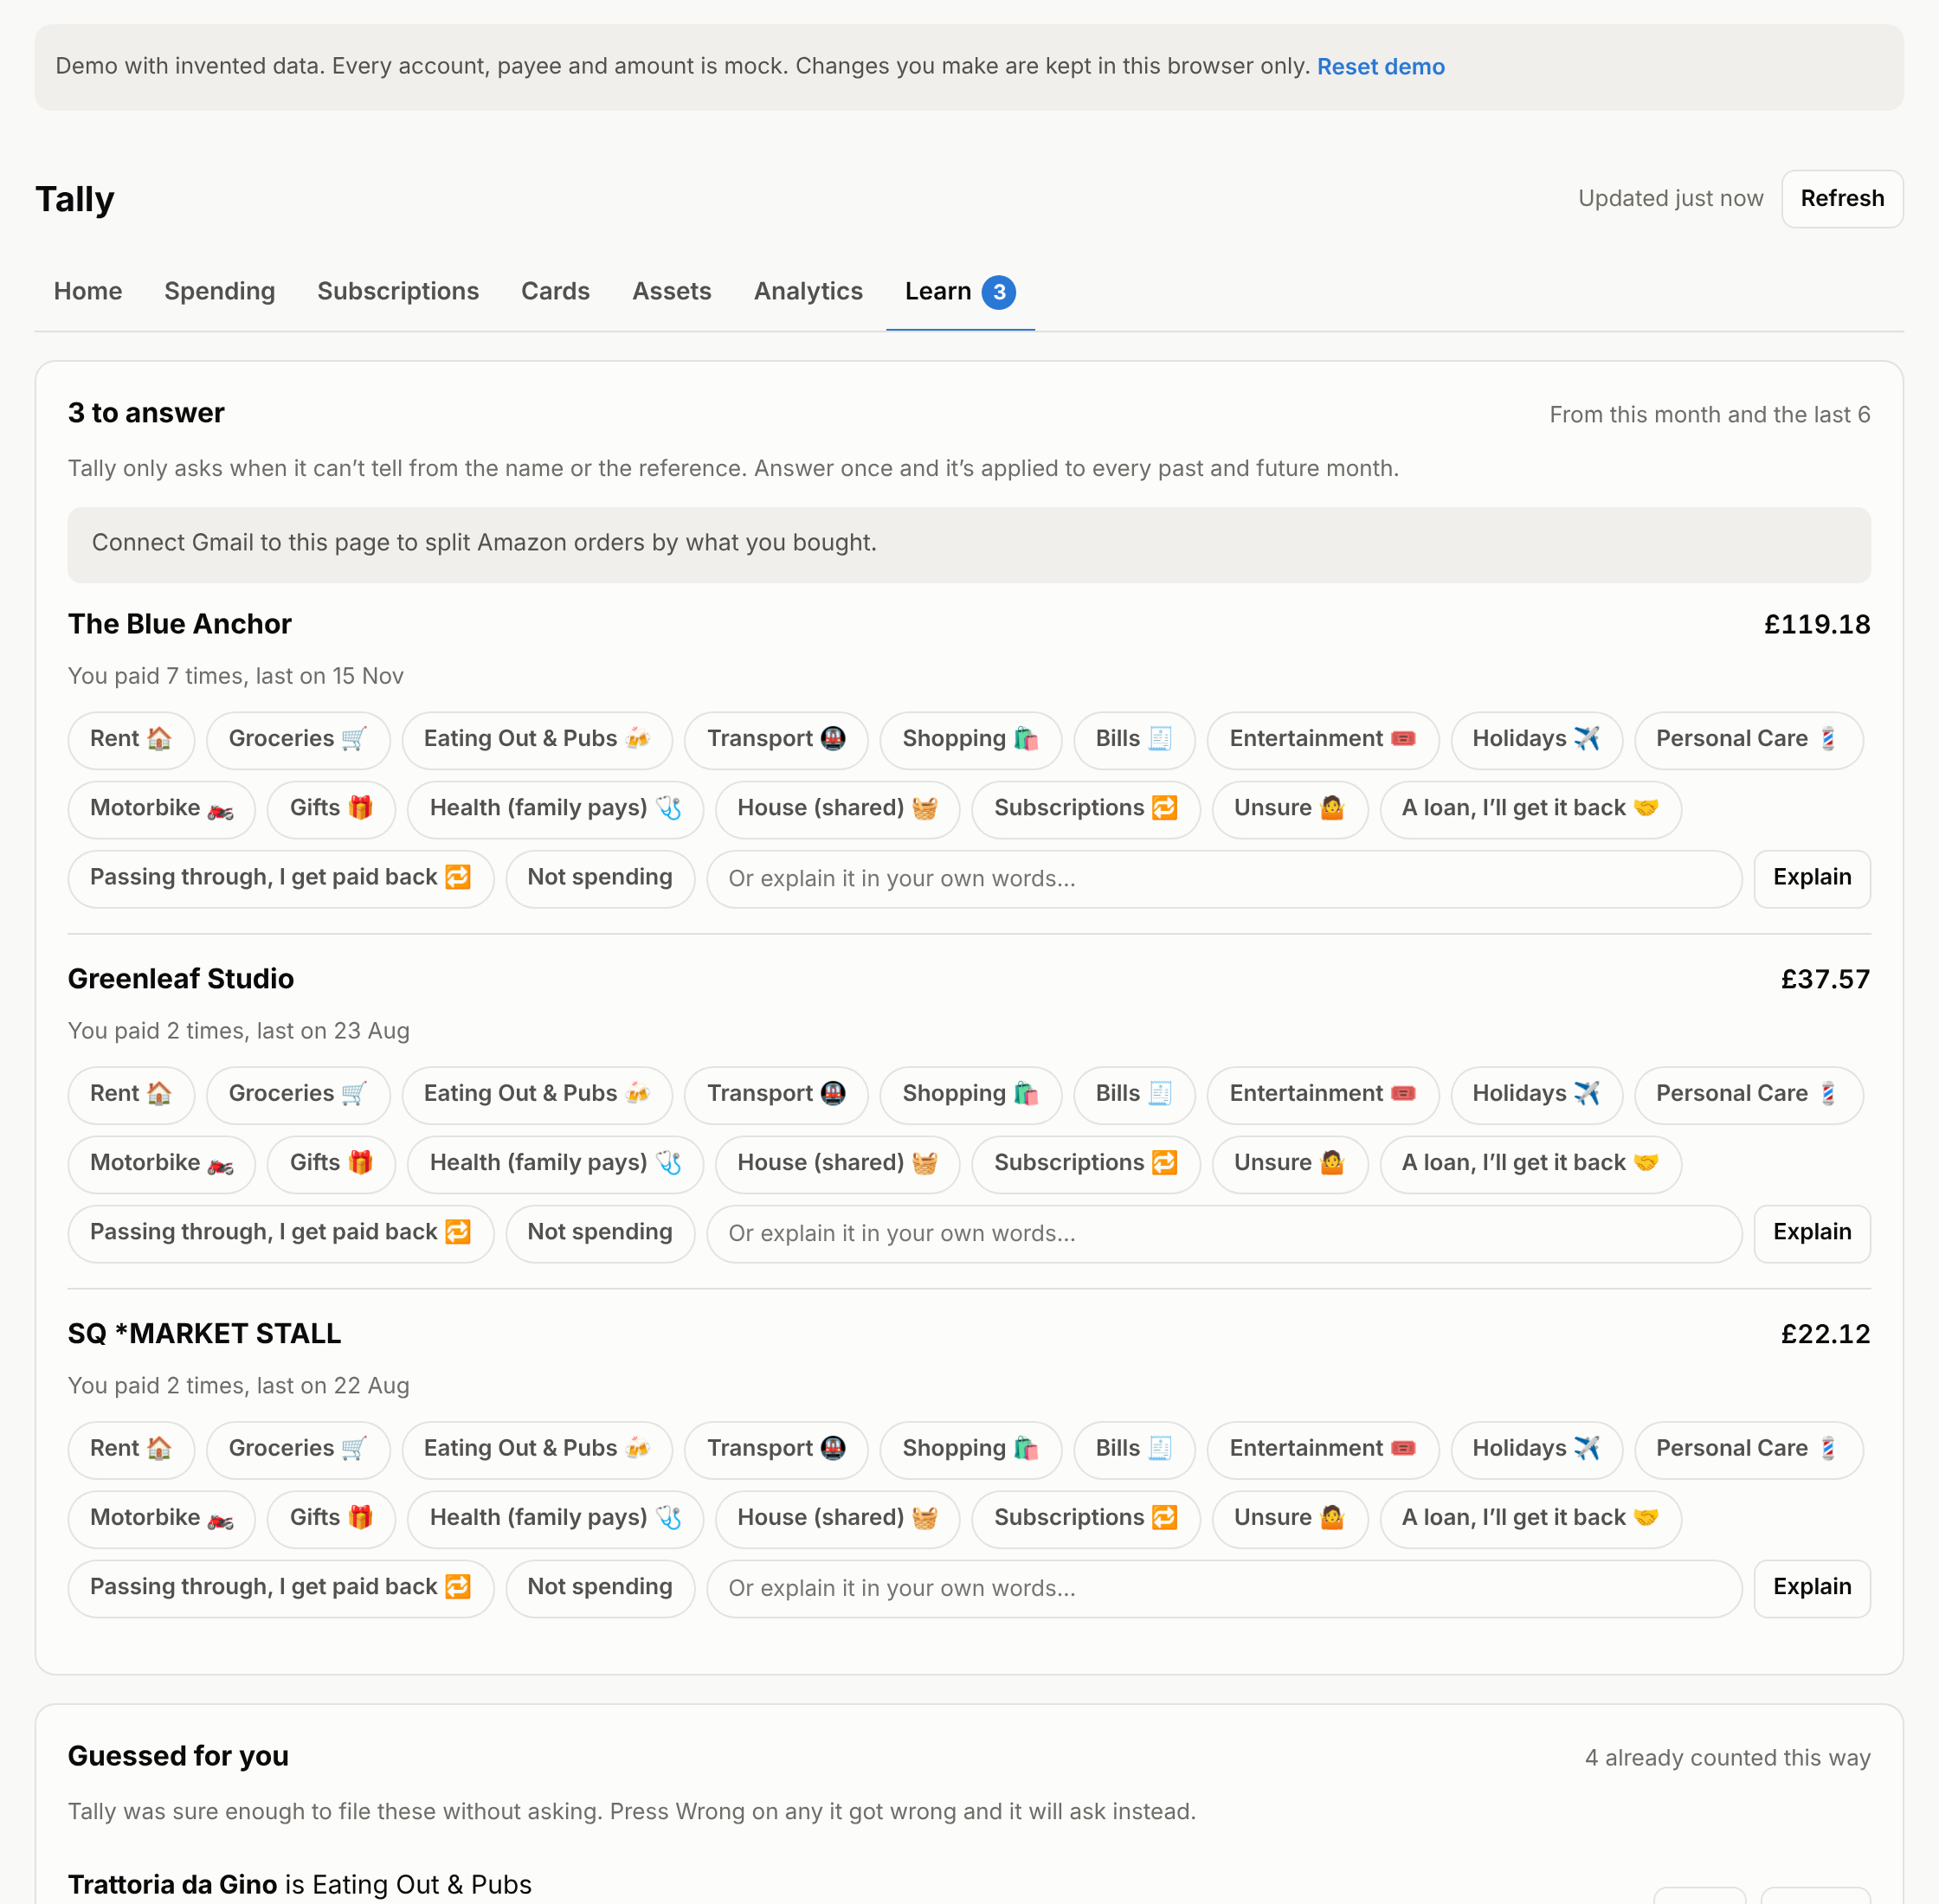 Demo with invented data. Every account, payee and amount is mock. Changes you make are kept in this browser only. Reset demo
Tally
Updated just now Refresh
Home Spending Subscriptions Cards Assets Analytics Learn 3
3 to answer
From this month and the last 6
Tally only asks when it can’t tell from the name or the reference. Answer once and it’s applied to every past and future month.
Connect Gmail to this page to split Amazon orders by what you bought.
The Blue Anchor £119.18
You paid 7 times, last on 15 Nov
Rent 🏠 Groceries 🛒 Eating Out & Pubs 🍻 Transport 🚇 Shopping 🛍️ Bills 🧾 Entertainment 🎟️ Holidays ✈️ Personal Care 💈
Motorbike 🏍️ Gifts 🎁 Health (family pays) 🩺 House (shared) 🧺 Subscriptions 🔁 Unsure 🤷 A loan, I’ll get it back 🤝
Passing through, I get paid back 🔁 Not spending Or explain it in your own words... Explain
Greenleaf Studio £37.57
You paid 2 times, last on 23 Aug
Rent 🏠 Groceries 🛒 Eating Out & Pubs 🍻 Transport 🚇 Shopping 🛍️ Bills 🧾 Entertainment 🎟️ Holidays ✈️ Personal Care 💈
Motorbike 🏍️ Gifts 🎁 Health (family pays) 🩺 House (shared) 🧺 Subscriptions 🔁 Unsure 🤷 A loan, I’ll get it back 🤝
Passing through, I get paid back 🔁 Not spending Or explain it in your own words... Explain
SQ *MARKET STALL £22.12
You paid 2 times, last on 22 Aug
Rent 🏠 Groceries 🛒 Eating Out & Pubs 🍻 Transport 🚇 Shopping 🛍️ Bills 🧾 Entertainment 🎟️ Holidays ✈️ Personal Care 💈
Motorbike 🏍️ Gifts 🎁 Health (family pays) 🩺 House (shared) 🧺 Subscriptions 🔁 Unsure 🤷 A loan, I’ll get it back 🤝
Passing through, I get paid back 🔁 Not spending Or explain it in your own words... Explain
Guessed for you
4 already counted this way
Tally was sure enough to file these without asking. Press Wrong on any it got wrong and it will ask instead.
Trattoria da Gino is Eating Out & Pubs